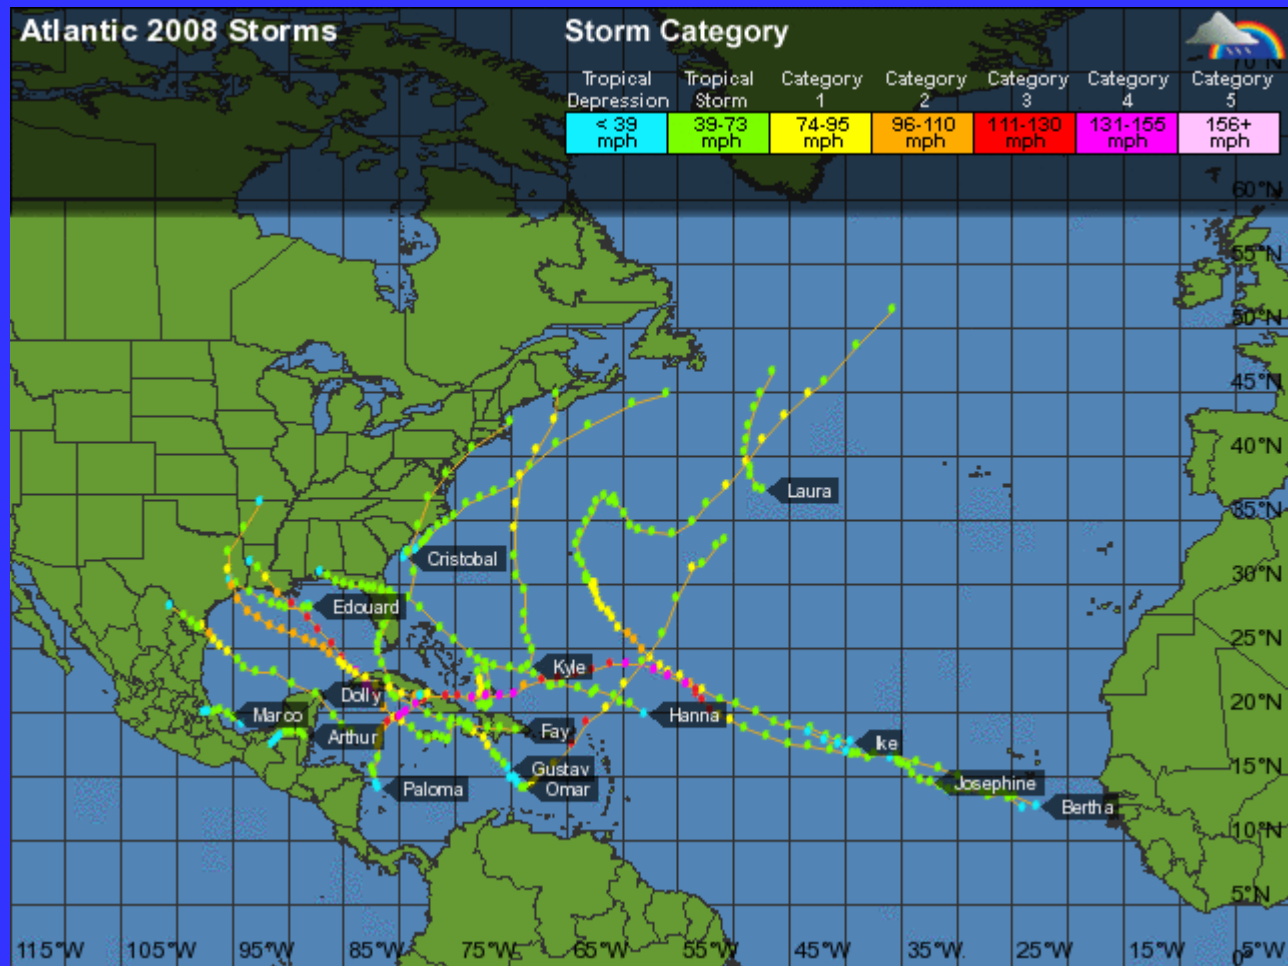 Atlantic 2008 Storms
Storm Category
Tropical Depression
Tropical Storm
Category 1
Category 2
Category 3
Category 4
Category 5
< 39 mph
39-73 mph
74-95 mph
96-110 mph
111-130 mph
131-155 mph
156+ mph
70°N
60°N
55°N
50°N
45°N
40°N
35°N
30°N
25°N
20°N
15°N
10°N
5°N
0°
Laura
Cristobal
Edouard
Kyle
Dolly
Marco
Hanna
Arthur
Fay
Ike
Gustav
Paloma
Omar
Josephine
Bertha
115°W
105°W
95°W
85°W
75°W
65°W
55°W
45°W
35°W
25°W
15°W
5°W